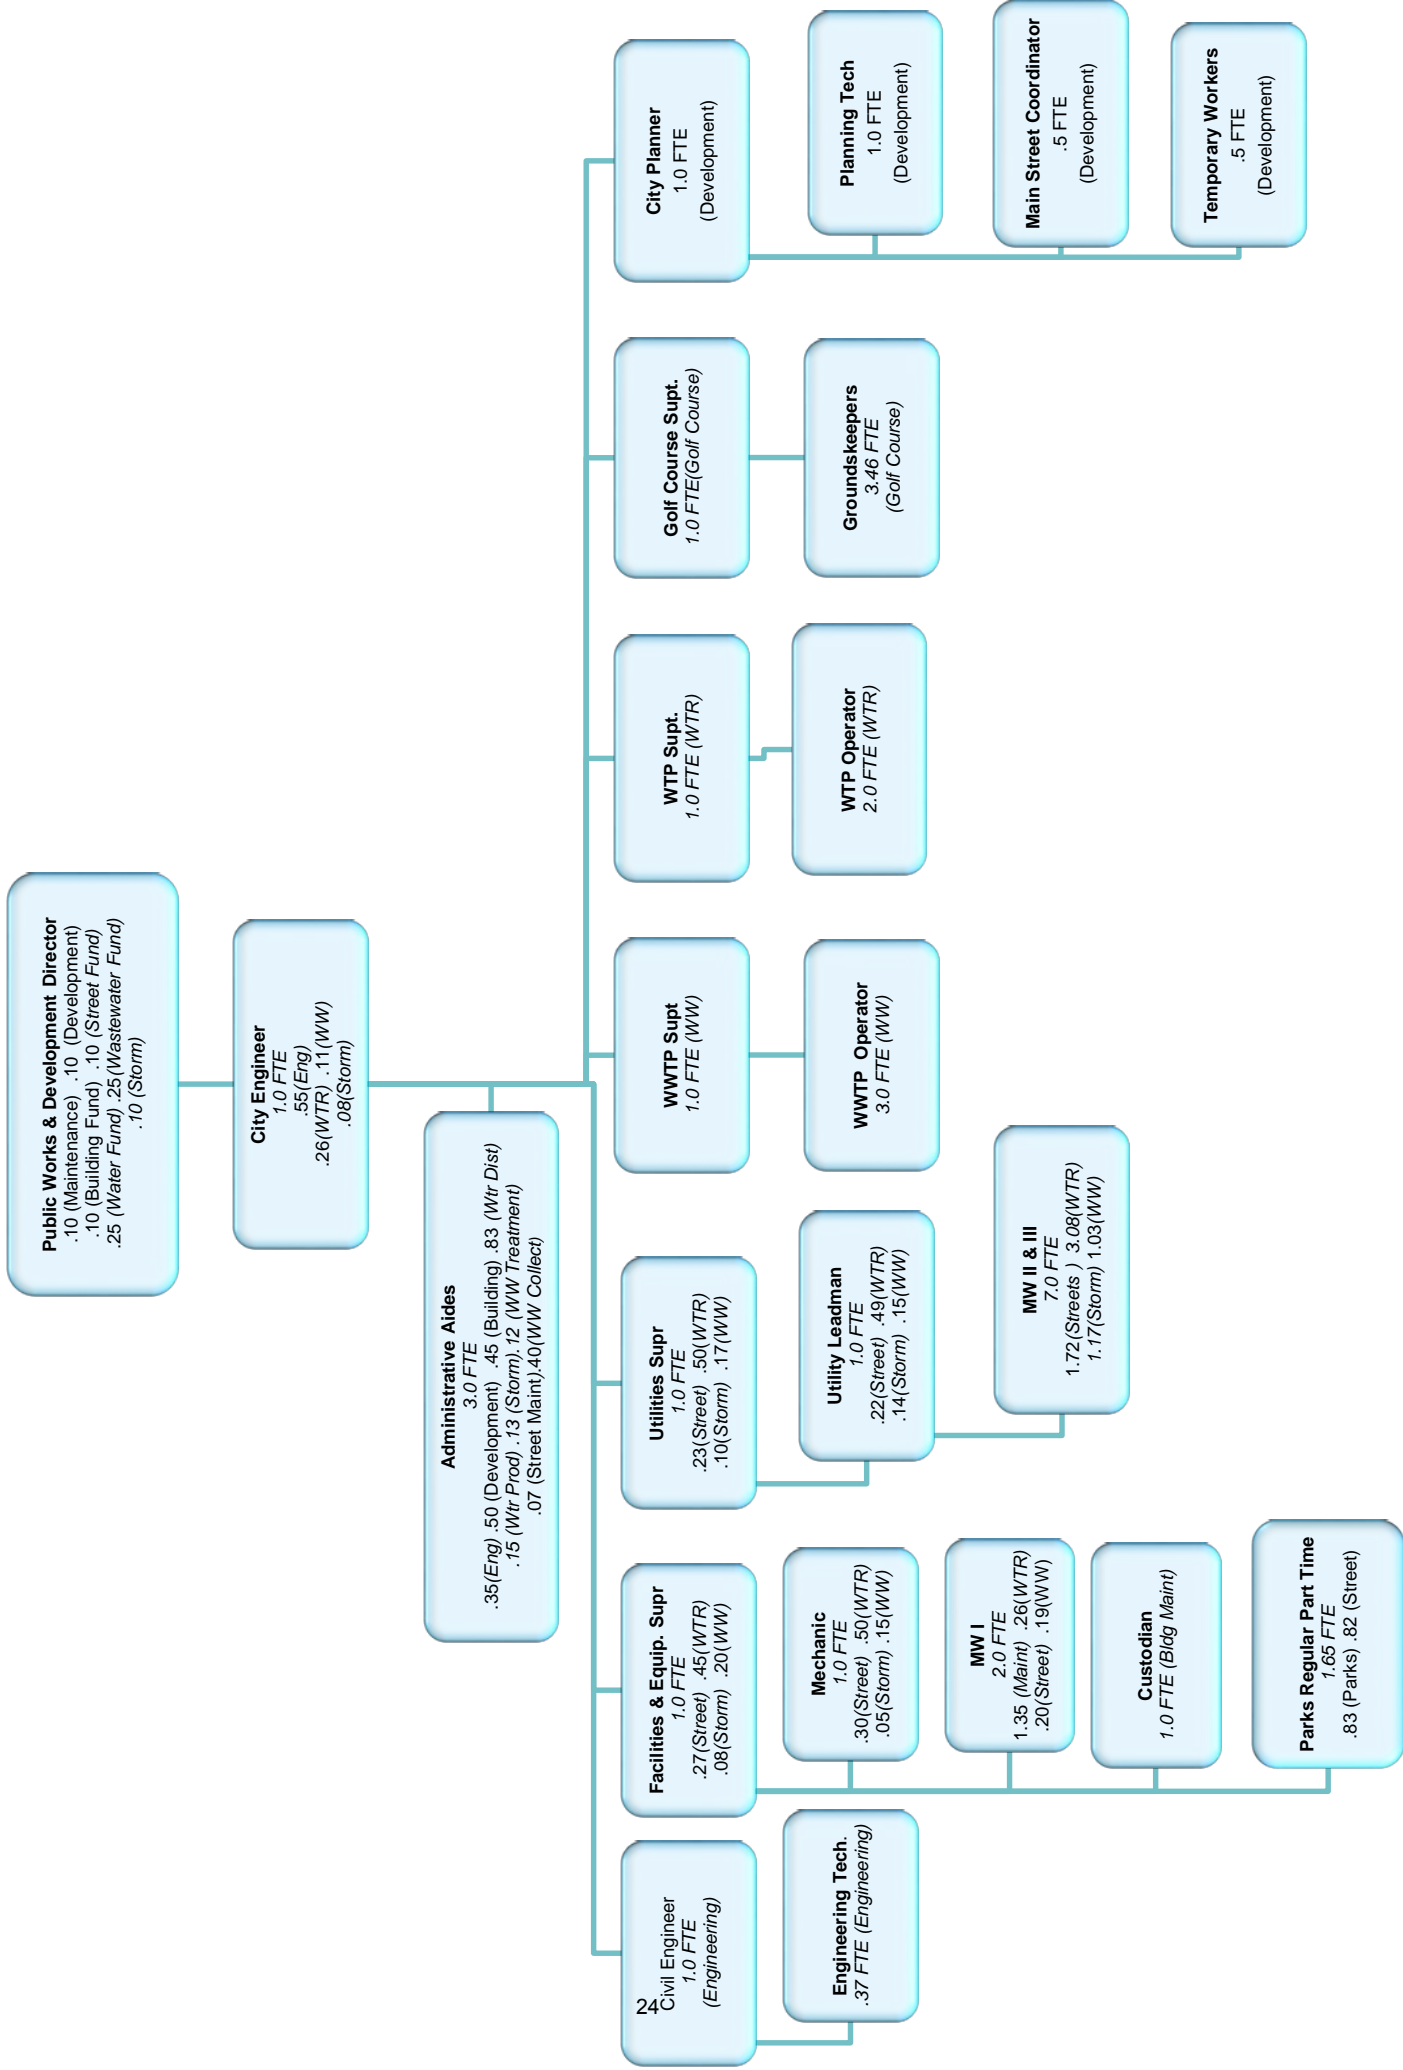 Public Works & Development Director
.10 (Maintenance) .10 (Development)
.10 (Building Fund) .10 (Street Fund)
.25 (Water Fund) .25(Wastewater Fund)
.10 (Storm)
City Engineer
1.0 FTE
.55(Eng)
.26(WTR) .11(WW)
.08(Storm)
Administrative Aides
3.0 FTE
.35(Eng) .50 (Development) .45 (Building) .83 (Wtr Dist)
.15 (Wtr Prod) .13 (Storm).12 (WW Treatment)
.07 (Street Maint).40(WW Collect)
Civil Engineer
1.0 FTE
(Engineering)
Engineering Tech.
.37 FTE (Engineering)
Facilities & Equip. Supr
1.0 FTE
.27(Street) .45(WTR)
.08(Storm) .20(WW)
Mechanic
1.0 FTE
.30(Street) .50(WTR)
.05(Storm) .15(WW)
MW I
2.0 FTE
1.35 (Maint) .26(WTR)
.20(Street) .19(WW)
Custodian
1.0 FTE (Bldg Maint)
Parks Regular Part Time
1.65 FTE
.83 (Parks) .82 (Street)
Utilities Supr
1.0 FTE
.23(Street) .50(WTR)
.10(Storm) .17(WW)
Utility Leadman
1.0 FTE
.22(Street) .49(WTR)
.14(Storm) .15(WW)
MW II & III
7.0 FTE
1.72(Streets ) 3.08(WTR)
1.17(Storm) 1.03(WW)
WWTP Supt
1.0 FTE (WW)
WWTP Operator
3.0 FTE (WW)
WTP Supt.
1.0 FTE (WTR)
WTP Operator
2.0 FTE (WTR)
Golf Course Supt.
1.0 FTE(Golf Course)
Groundskeepers
3.46 FTE
(Golf Course)
City Planner
1.0 FTE
(Development)
Planning Tech
1.0 FTE
(Development)
Main Street Coordinator
.5 FTE
(Development)
Temporary Workers
.5 FTE
(Development)
24